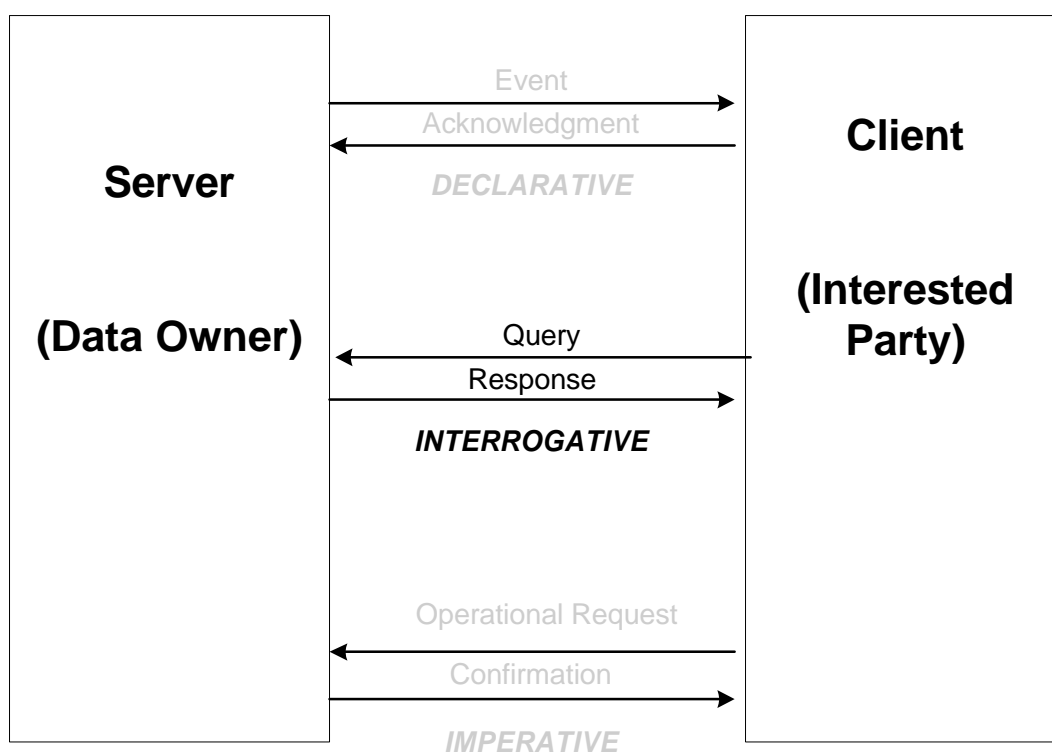 Server
(Data Owner)
Event
Acknowledgment
DECLARATIVE
Query
Response
INTERROGATIVE
Operational Request
Confirmation
IMPERATIVE
Client
(Interested
Party)